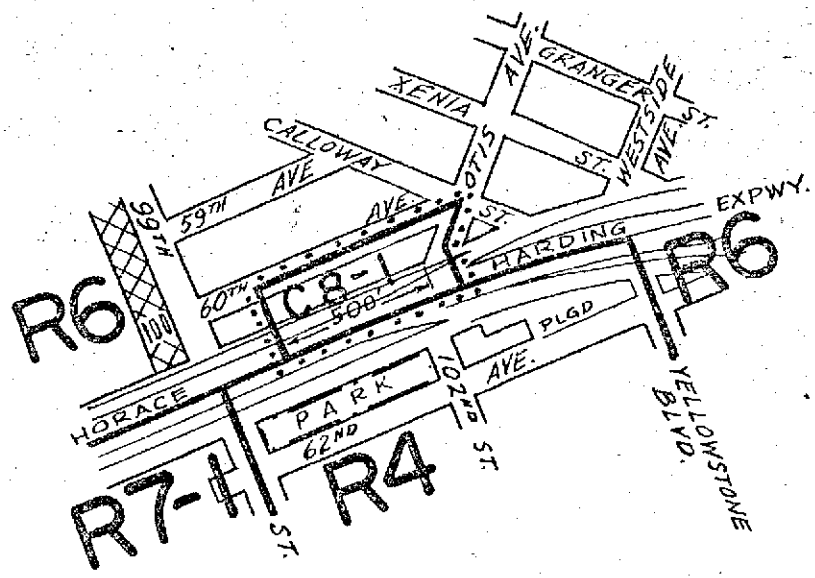 AVE.
GRANGER
ST.
WESTSIDE
AVE.
XENIA
ST.
OTIS
CALLOWAY
ST.
59TH AVE
99TH
60TH AVE.
EXPWY.
HARDING
C8-1
500'
R6
100
R6
HORACE
PLGD
PARK
102ND
ST.
AVE.
62ND
YELLOWSTONE
BLVD.
R7-1
R4
ST.